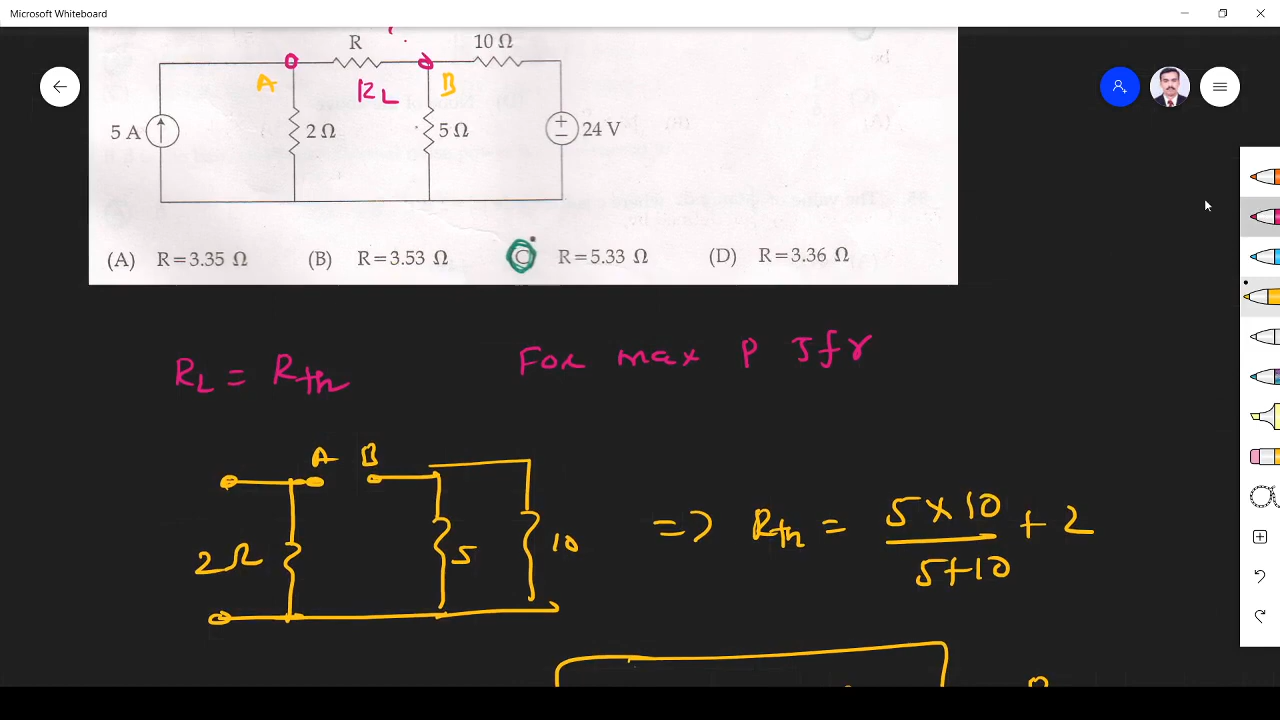 Microsoft Whiteboard
R 10 Ω
A R L B
5 A 2 Ω 5 Ω 24 V
(A) R=3.35 Ω (B) R=3.53 Ω C R=5.33 Ω (D) R=3.36 Ω
RL = Rth For max P Tfr
A B
2Ω 5 10 => Rth = 5×10 + 2
5+10